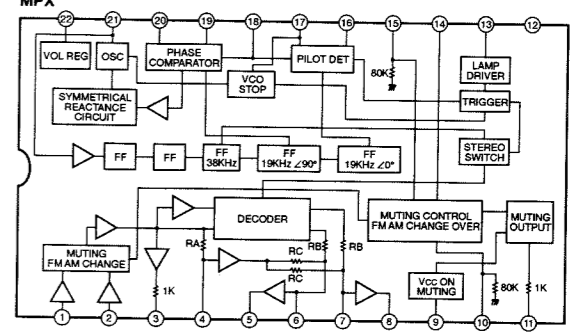 MPX
22 21 20 19 18 17 16 15 14 13 12
VOL REG
OSC
PHASE
COMPARATOR
PILOT DET
80K
LAMP
DRIVER
VCO
STOP
SYMMETRICAL
REACTANCE
CIRCUIT
TRIGGER
STEREO
SWITCH
FF
FF
FF
38KHz
FF
19KHz ∠90°
FF
19KHz ∠0°
DECODER
MUTING CONTROL
FM AM CHANGE OVER
MUTING
OUTPUT
MUTING
FM AM CHANGE
RA
RB
RB
RC
RC
1K
VCC ON
MUTING
80K
1K
1 2 3 4 5 6 7 8 9 10 11